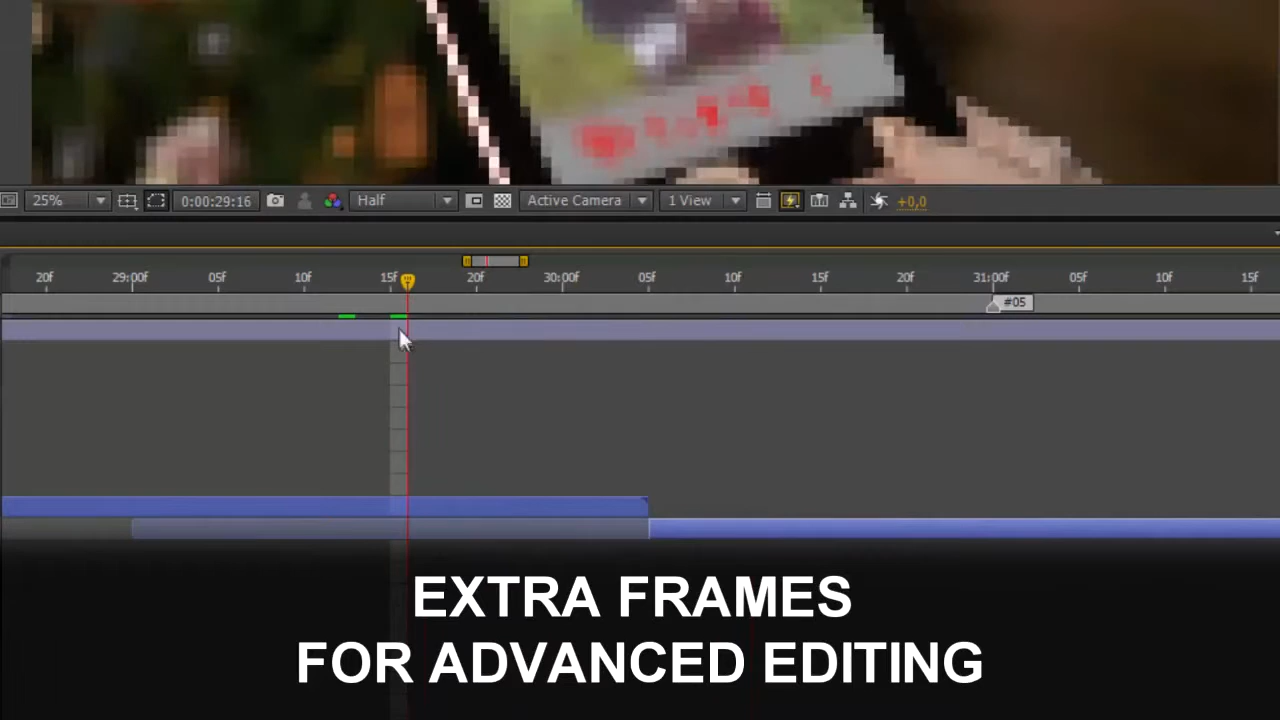 25% 0:00:29:16 Half Active Camera 1 View +0,0
20f 29:00f 05f 10f 15f 20f 30:00f 05f 10f 15f 20f 31:00f 05f 10f 15f
#05
EXTRA FRAMES
FOR ADVANCED EDITING